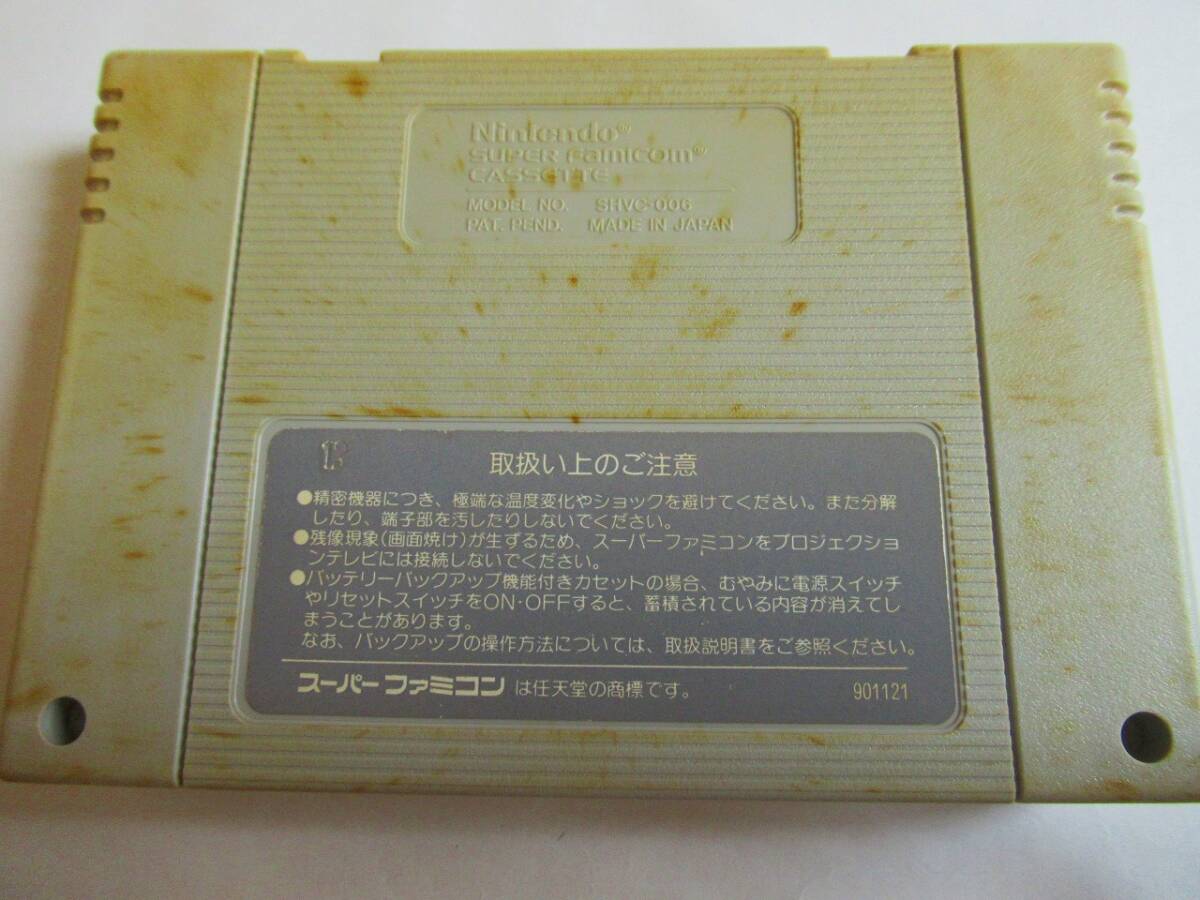 Nintendo®
SUPER Famicom®
CASSETTE
MODEL NO. SHVC-006
PAT. PEND. MADE IN JAPAN
取扱い上のご注意
●精密機器につき、極端な温度変化やショックを避けてください。また分解
したり、端子部を汚したりしないでください。
●残像現象(画面焼け)が生ずるため、スーパーファミコンをプロジェクショ
ンテレビには接続しないでください。
●バッテリーバックアップ機能付きカセットの場合、むやみに電源スイッチ
やリセットスイッチをON・OFFすると、蓄積されている内容が消えてし
まうことがあります。
なお、バックアップの操作方法については、取扱説明書をご参照ください。
スーパーファミコン は任天堂の商標です。 901121